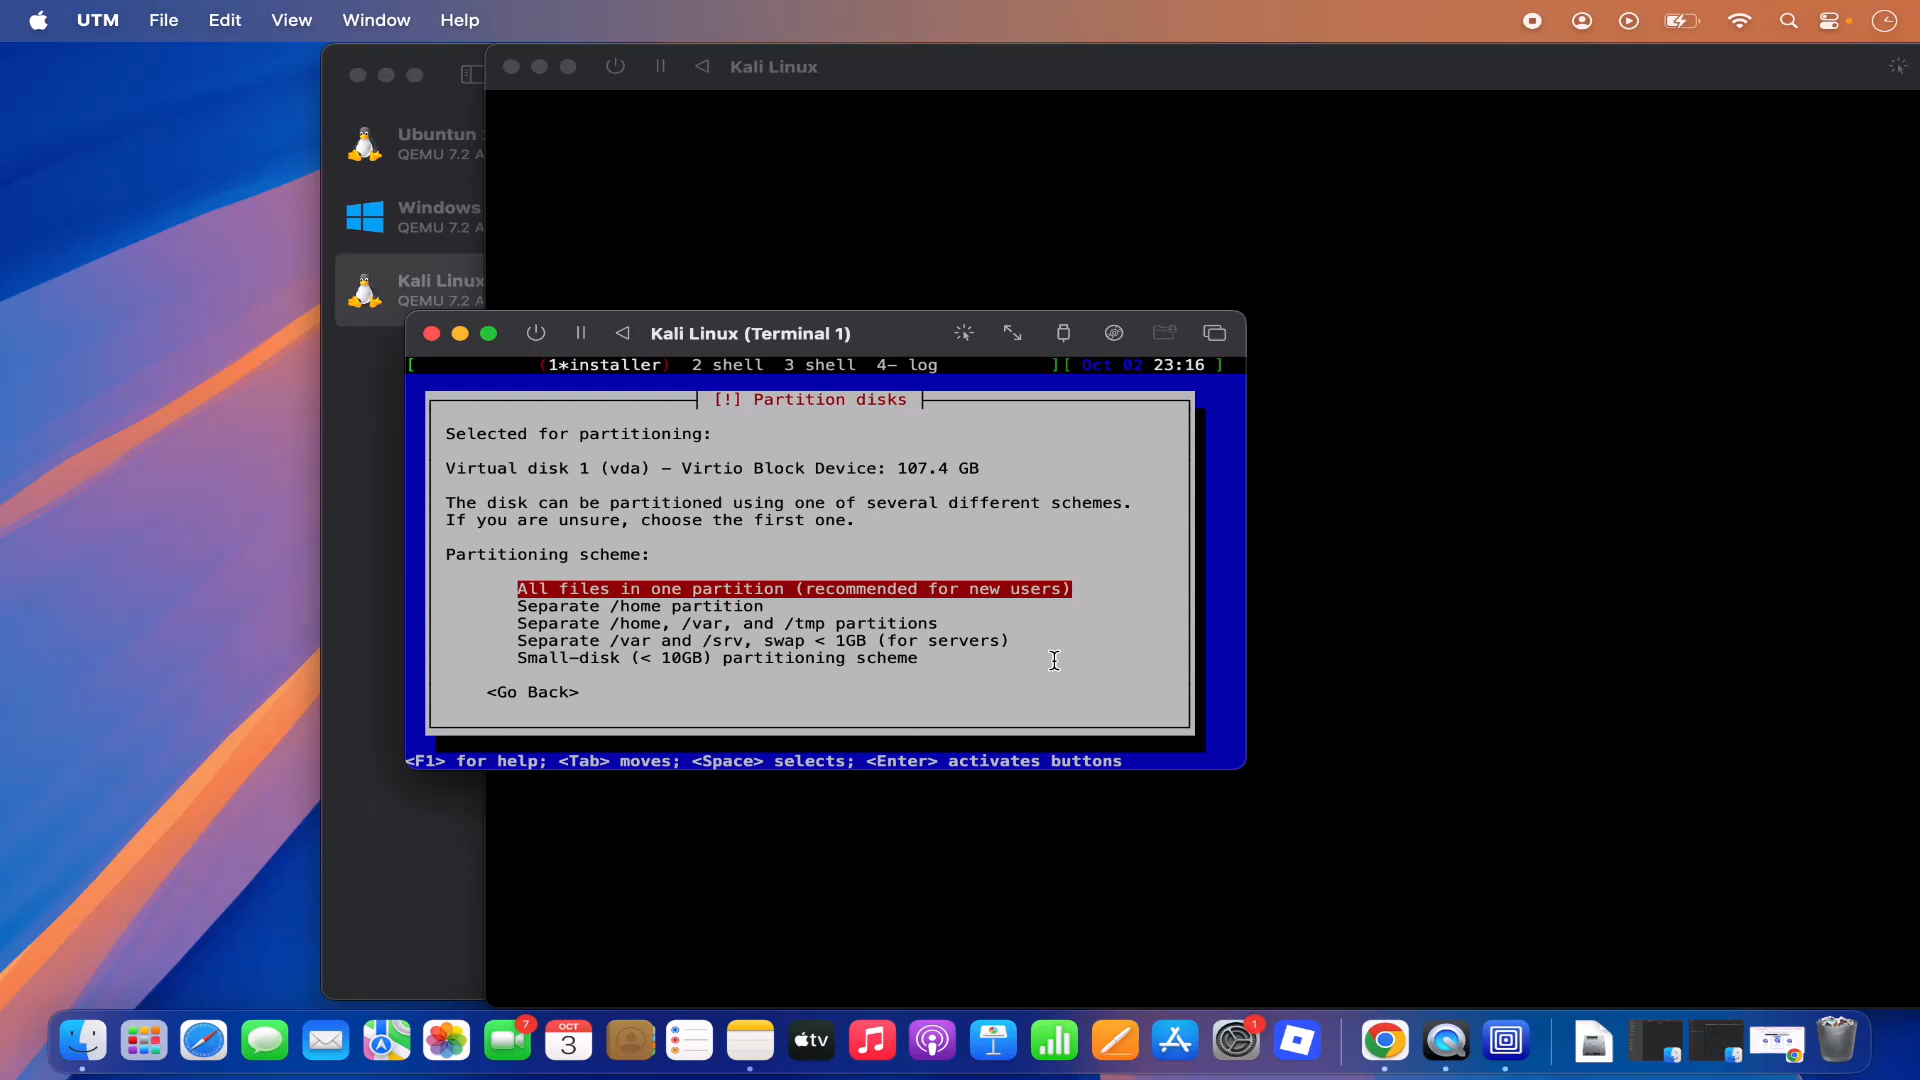 UTM File Edit View Window Help
Kali Linux
Ubuntun
QEMU 7.2 A
Windows
QEMU 7.2 A
Kali Linux
QEMU 7.2 A
Kali Linux (Terminal 1)
[ (1*installer) 2 shell 3 shell 4- log ][ Oct 02 23:16 ]
[!] Partition disks
Selected for partitioning:
Virtual disk 1 (vda) - Virtio Block Device: 107.4 GB
The disk can be partitioned using one of several different schemes.
If you are unsure, choose the first one.
Partitioning scheme:
All files in one partition (recommended for new users)
Separate /home partition
Separate /home, /var, and /tmp partitions
Separate /var and /srv, swap < 1GB (for servers)
Small-disk (< 10GB) partitioning scheme
<Go Back>
<F1> for help; <Tab> moves; <Space> selects; <Enter> activates buttons
7
OCT
3
tv
1